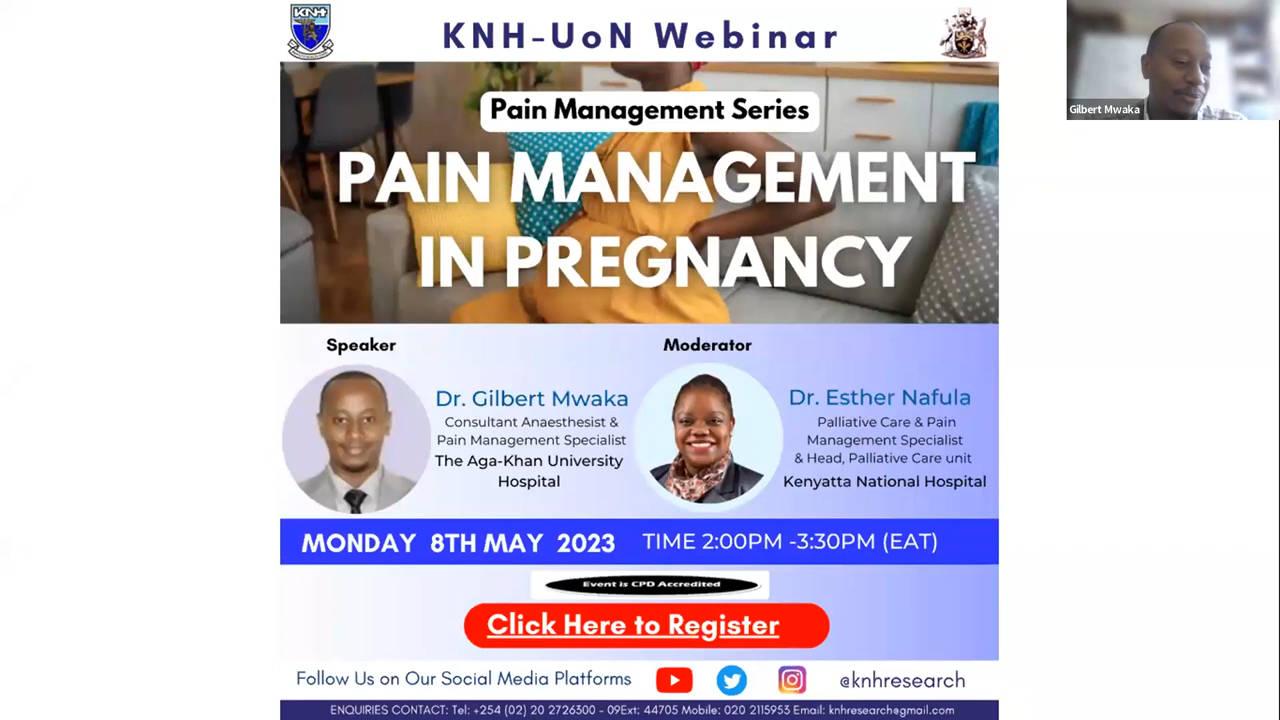 KNH
KNH-UoN Webinar
Gilbert Mwaka
Pain Management Series
PAIN MANAGEMENT
IN PREGNANCY
Speaker
Dr. Gilbert Mwaka
Consultant Anaesthesist &
Pain Management Specialist
The Aga-Khan University
Hospital
Moderator
Dr. Esther Nafula
Palliative Care & Pain
Management Specialist
& Head, Palliative Care unit
Kenyatta National Hospital
MONDAY 8TH MAY 2023 TIME 2:00PM -3:30PM (EAT)
Event is CPD Accredited
Click Here to Register
Follow Us on Our Social Media Platforms @knhresearch
ENQUIRIES CONTACT: Tel: +254 (02) 20 2726300 - 09Ext: 44705 Mobile: 020 2115953 Email: knhresearch@gmail.com